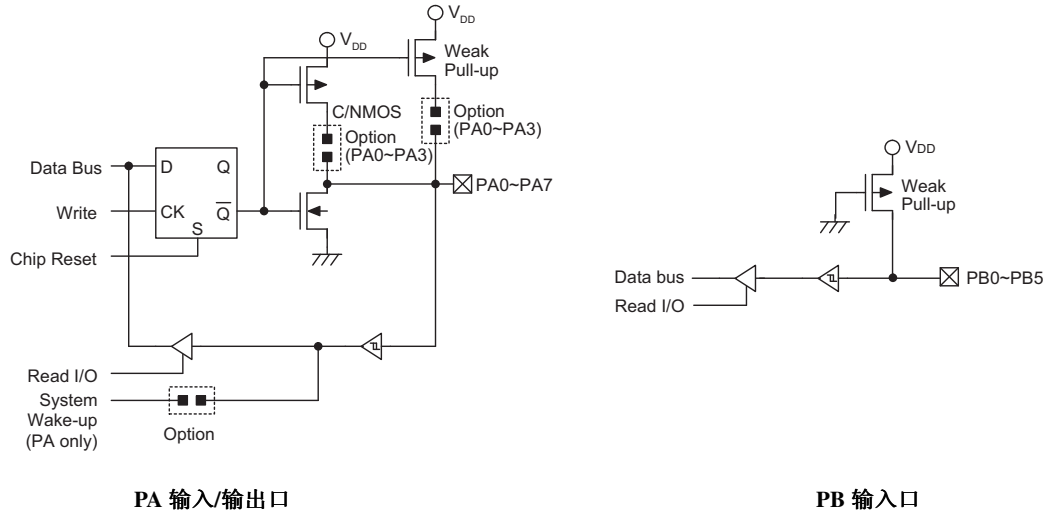 VDD
VDD
Weak
Pull-up
C/NMOS
Option
(PA0~PA3)
Option
(PA0~PA3)
Data Bus
D
Q
PA0~PA7
Write
CK
Q
S
Chip Reset
Read I/O
System
Wake-up
(PA only)
Option
PA 输入/输出口
VDD
Weak
Pull-up
Data bus
PB0~PB5
Read I/O
PB 输入口